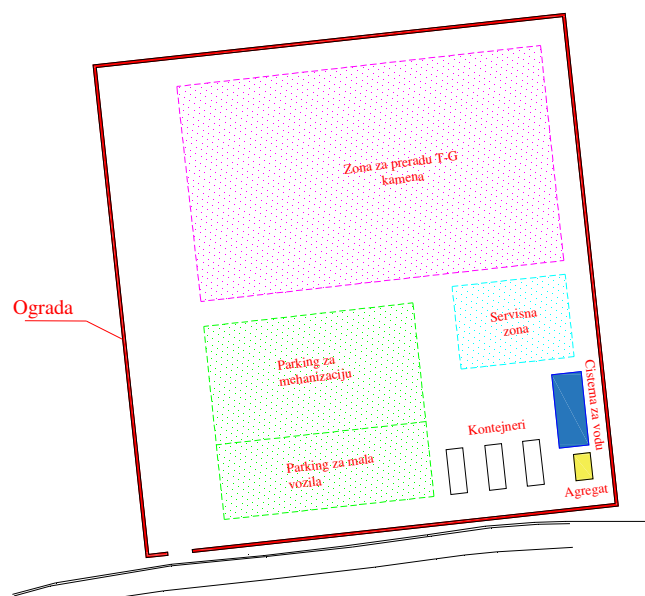 Zona za preradu T-G
kamena
Ograda
Servisna
zona
Parking za
mehanizaciju
Cisterna za vodu
Kontejneri
Parking za mala
vozila
Agregat